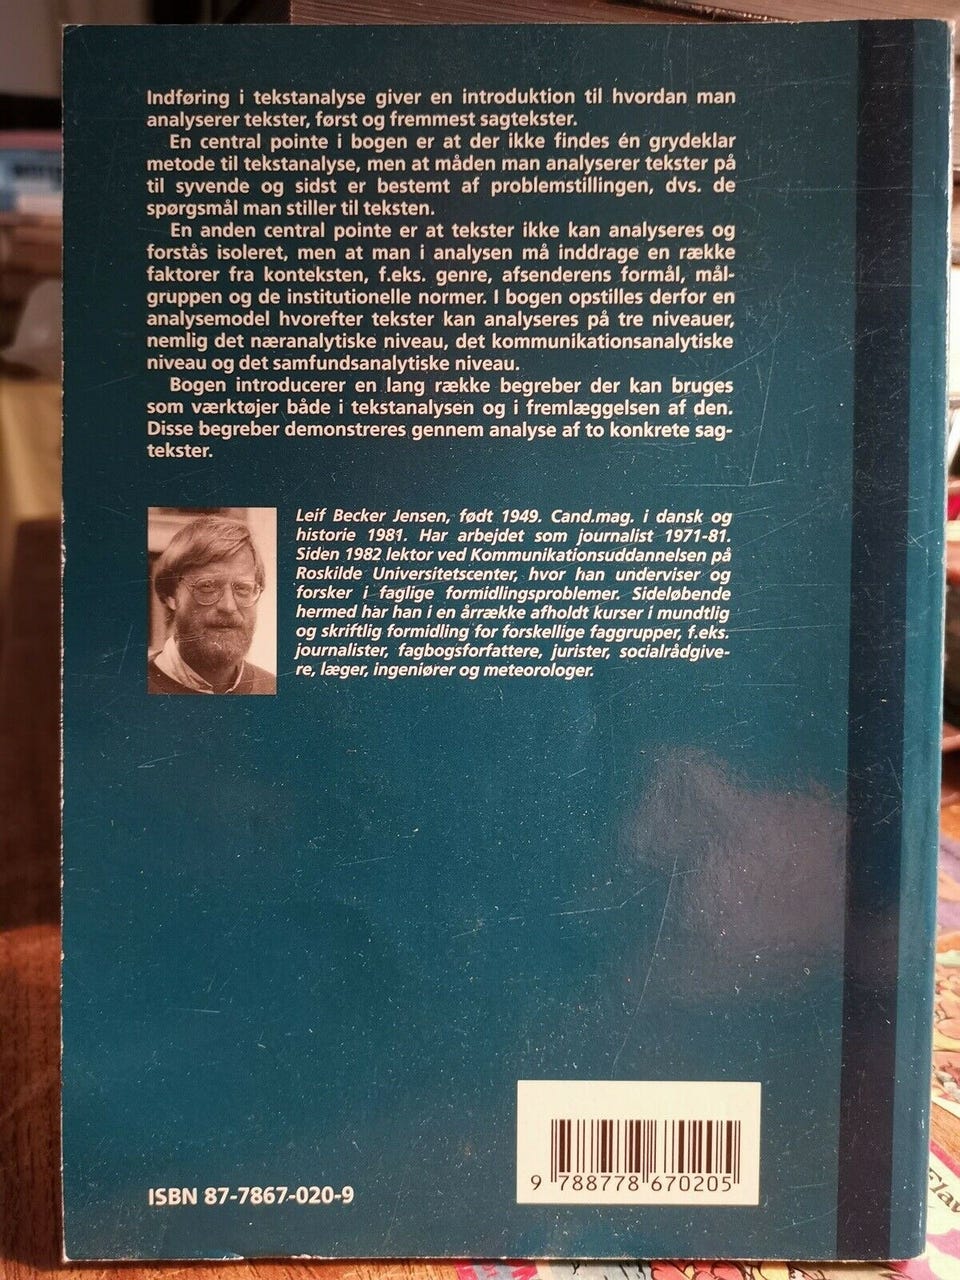 Indføring i tekstanalyse giver en introduktion til hvordan man
analyserer tekster, først og fremmest sagtekster.
En central pointe i bogen er at der ikke findes én grydeklar
metode til tekstanalyse, men at måden man analyserer tekster på
til syvende og sidst er bestemt af problemstillingen, dvs. de
spørgsmål man stiller til teksten.
En anden central pointe er at tekster ikke kan analyseres og
forstås isoleret, men at man i analysen må inddrage en række
faktorer fra konteksten, f.eks. genre, afsenderens formål, mål-
gruppen og de institutionelle normer. I bogen opstilles derfor en
analysemodel hvorefter tekster kan analyseres på tre niveauer,
nemlig det næranalytiske niveau, det kommunikationsanalytiske
niveau og det samfundsanalytiske niveau.
Bogen introducerer en lang række begreber der kan bruges
som værktøjer både i tekstanalysen og i fremlæggelsen af den.
Disse begreber demonstreres gennem analyse af to konkrete sag-
tekster.
Leif Becker Jensen, født 1949. Cand.mag. i dansk og
historie 1981. Har arbejdet som journalist 1971-81.
Siden 1982 lektor ved Kommunikationsuddannelsen på
Roskilde Universitetscenter, hvor han underviser og
forsker i faglige formidlingsproblemer. Sideløbende
hermed har han i en årrække afholdt kurser i mundtlig
og skriftlig formidling for forskellige faggrupper, f.eks.
journalister, fagbogsforfattere, jurister, socialrådgive-
re, læger, ingeniører og meteorologer.
ISBN 87-7867-020-9
9 788778 670205